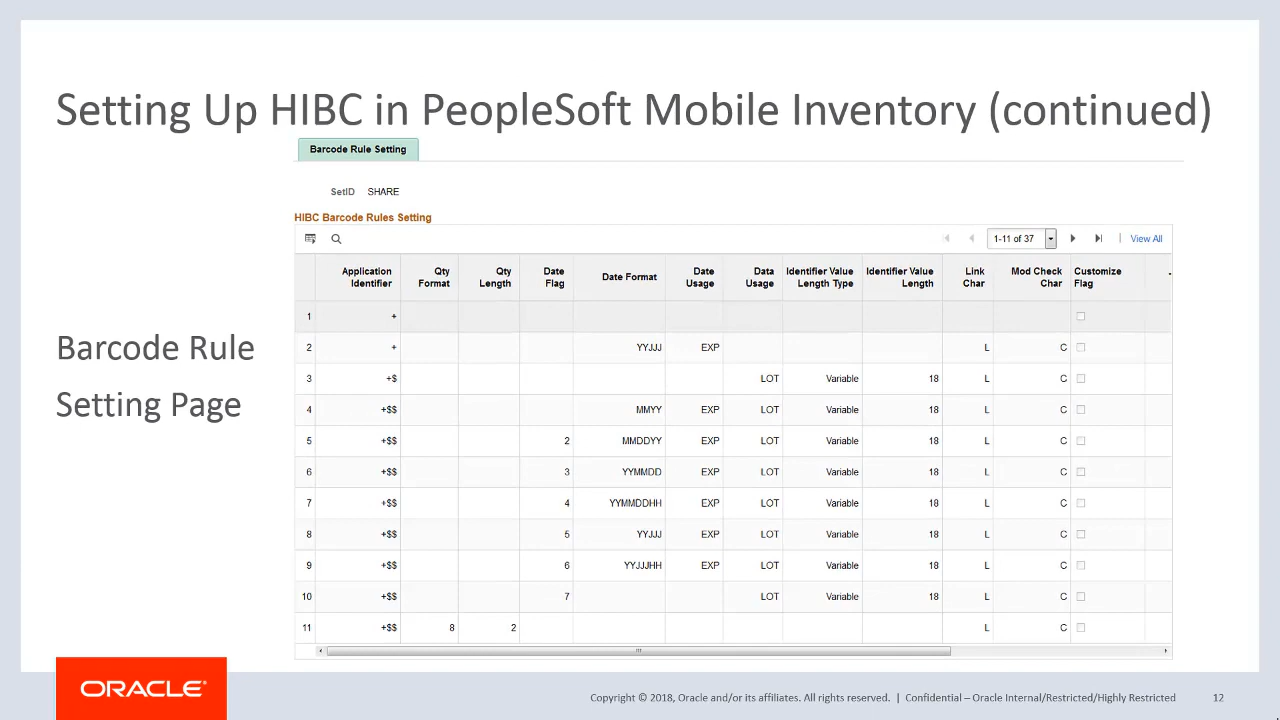 Setting Up HIBC in PeopleSoft Mobile Inventory (continued)
Barcode Rule Setting
SetID SHARE
HIBC Barcode Rules Setting
1-11 of 37 | View All
Application Identifier Qty Format Qty Length Date Flag Date Format Date Usage Data Usage Identifier Value Length Type Identifier Value Length Link Char Mod Check Char Customize Flag
1 +
2 + YYJJJ EXP L C
3 +$ LOT Variable 18 L C
4 +$$ MMYY EXP LOT Variable 18 L C
5 +$$ 2 MMDDYY EXP LOT Variable 18 L C
6 +$$ 3 YYMMDD EXP LOT Variable 18 L C
7 +$$ 4 YYMMDDHH EXP LOT Variable 18 L C
8 +$$ 5 YYJJJ EXP LOT Variable 18 L C
9 +$$ 6 YYJJJHH EXP LOT Variable 18 L C
10 +$$ 7 LOT Variable 18 L C
11 +$$ 8 2 L C
Barcode Rule
Setting Page
ORACLE®
Copyright © 2018, Oracle and/or its affiliates. All rights reserved. | Confidential – Oracle Internal/Restricted/Highly Restricted 12